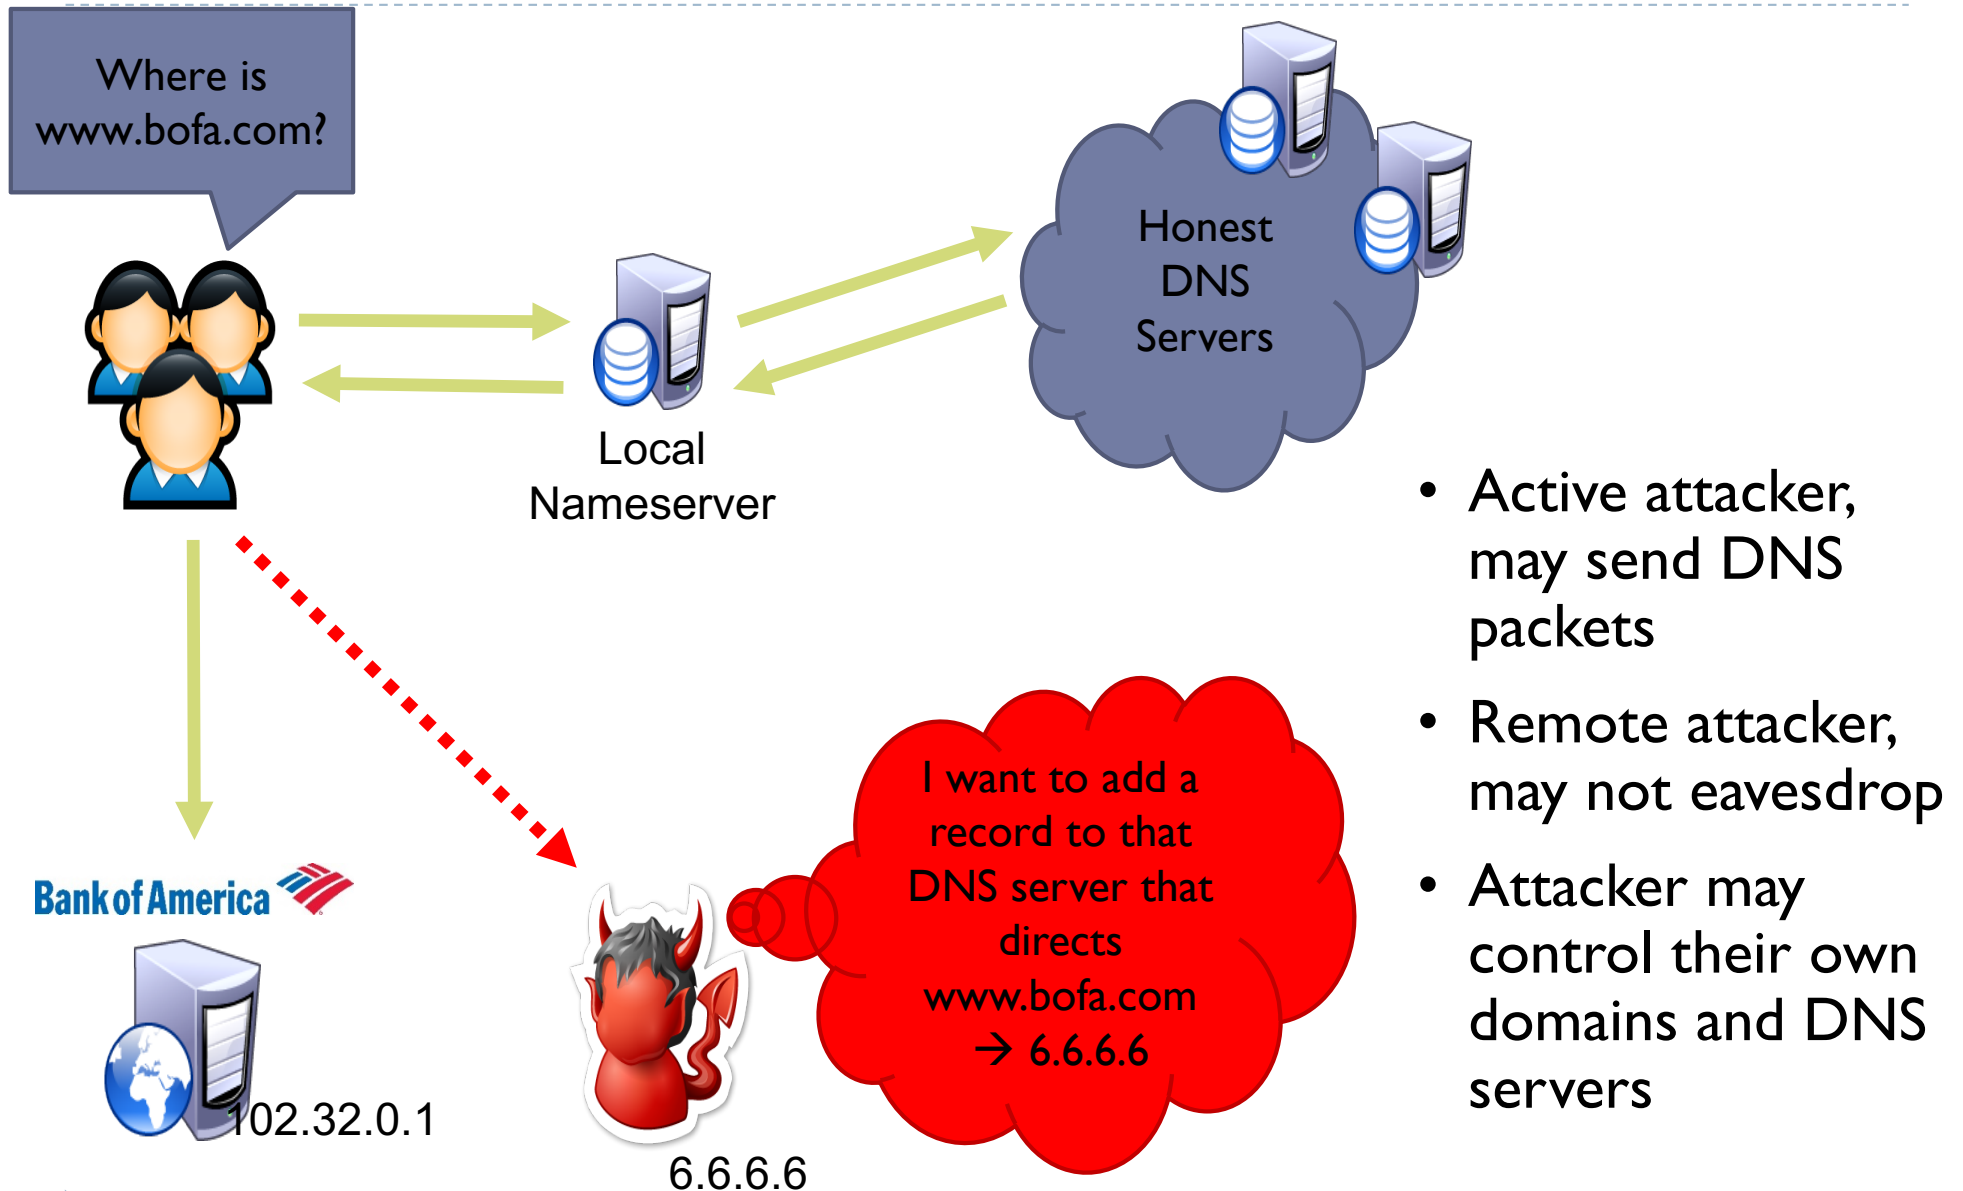 Where is
www.bofa.com?
Honest
DNS
Servers
Local
Nameserver
• Active attacker,
may send DNS
packets
• Remote attacker,
may not eavesdrop
• Attacker may
control their own
domains and DNS
servers
I want to add a
record to that
DNS server that
directs
www.bofa.com
→ 6.6.6.6
Bank of America
102.32.0.1
6.6.6.6